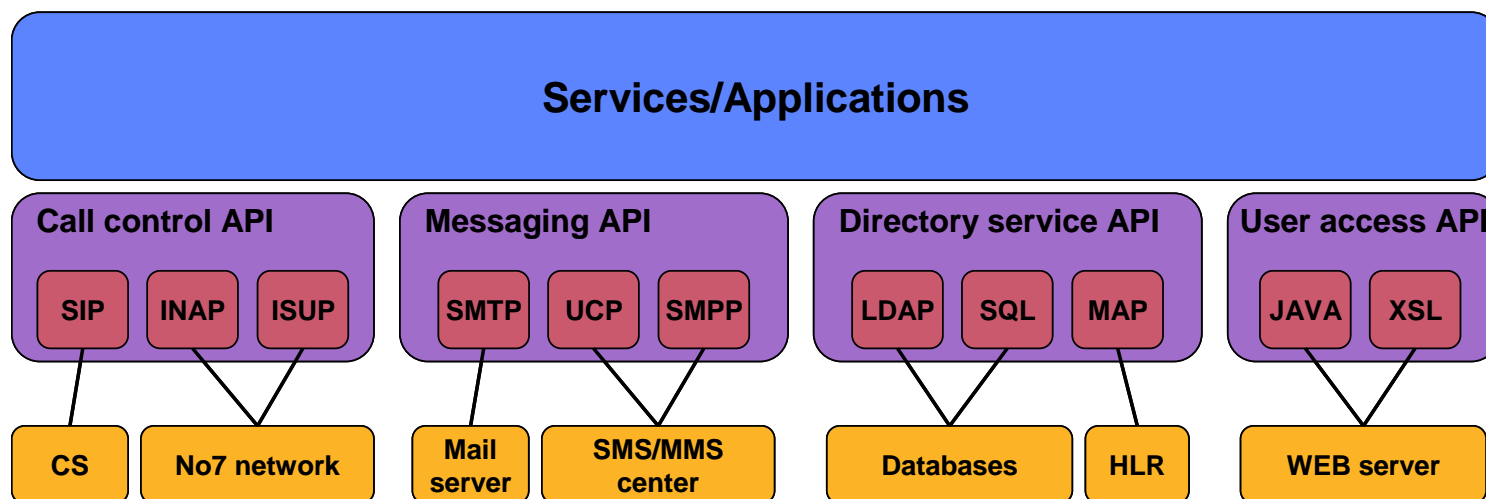 Services/Applications
Call control API
Messaging API
Directory service API
User access API
SIP
INAP
ISUP
SMTP
UCP
SMPP
LDAP
SQL
MAP
JAVA
XSL
CS
No7 network
Mail
server
SMS/MMS
center
Databases
HLR
WEB server